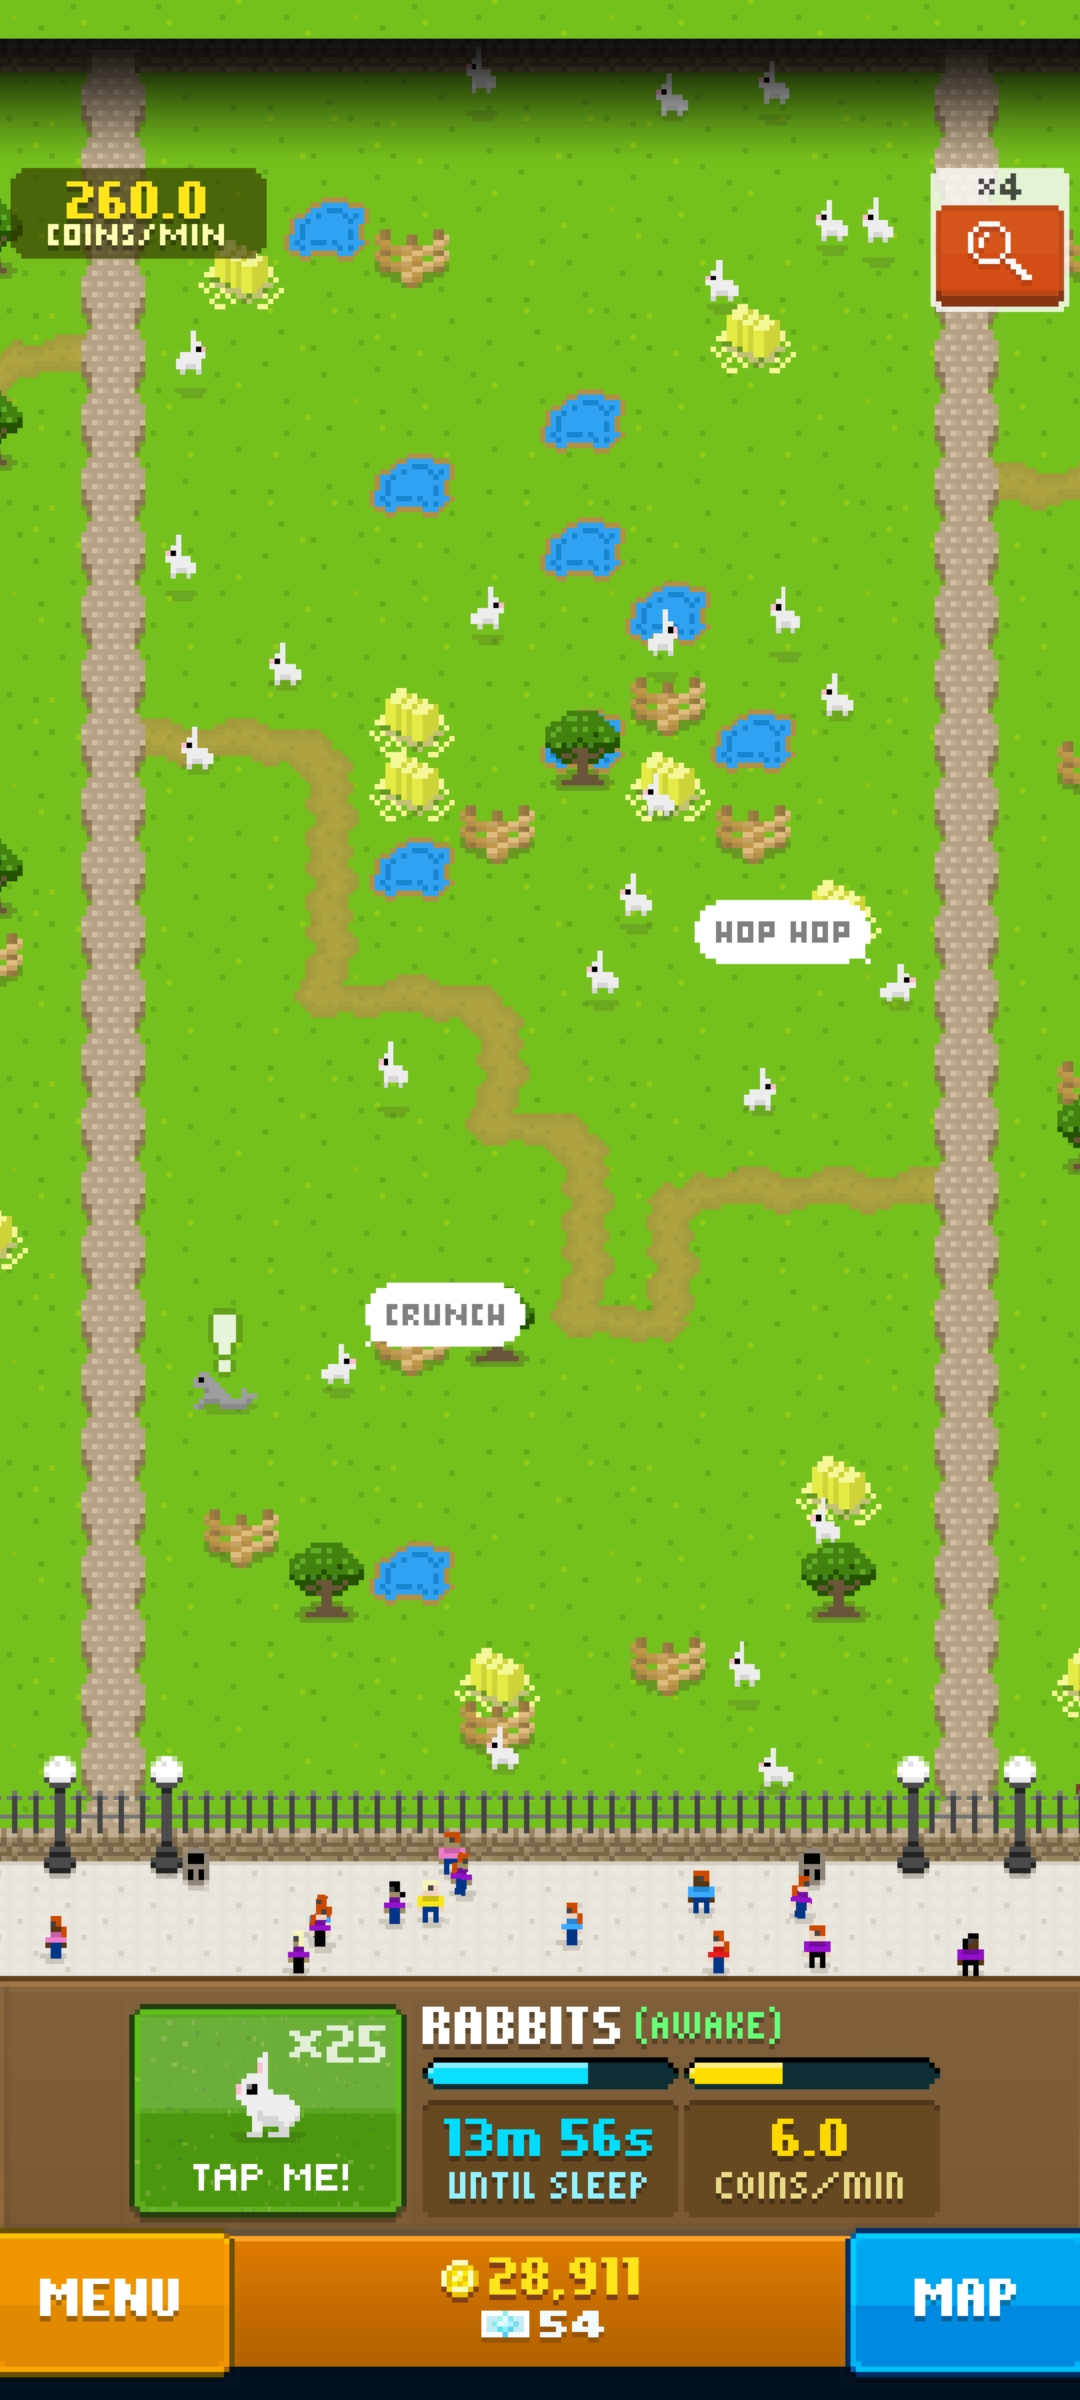 260.0
COINS/MIN
x4
HOP HOP
CRUNCH
!
RABBITS (AWAKE)
x25
TAP ME!
13m 56s
UNTIL SLEEP
6.0
COINS/MIN
MENU
28,911
54
MAP